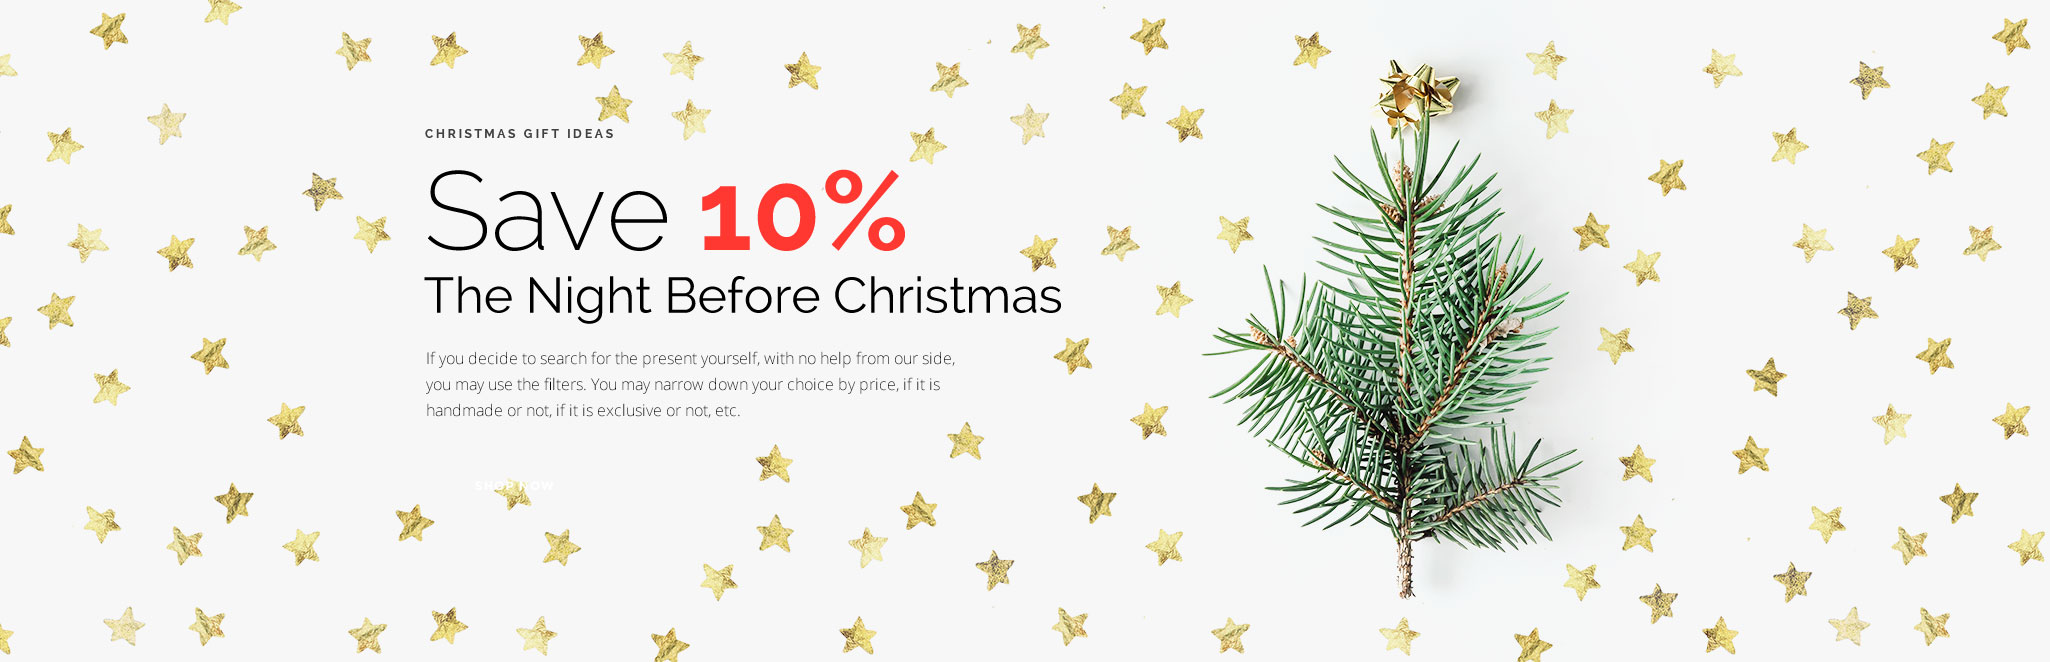 CHRISTMAS GIFT IDEAS
Save 10%
The Night Before Christmas
If you decide to search for the present yourself, with no help from our side,
you may use the filters. You may narrow down your choice by price, if it is
handmade or not, if it is exclusive or not, etc.
SHOP NOW